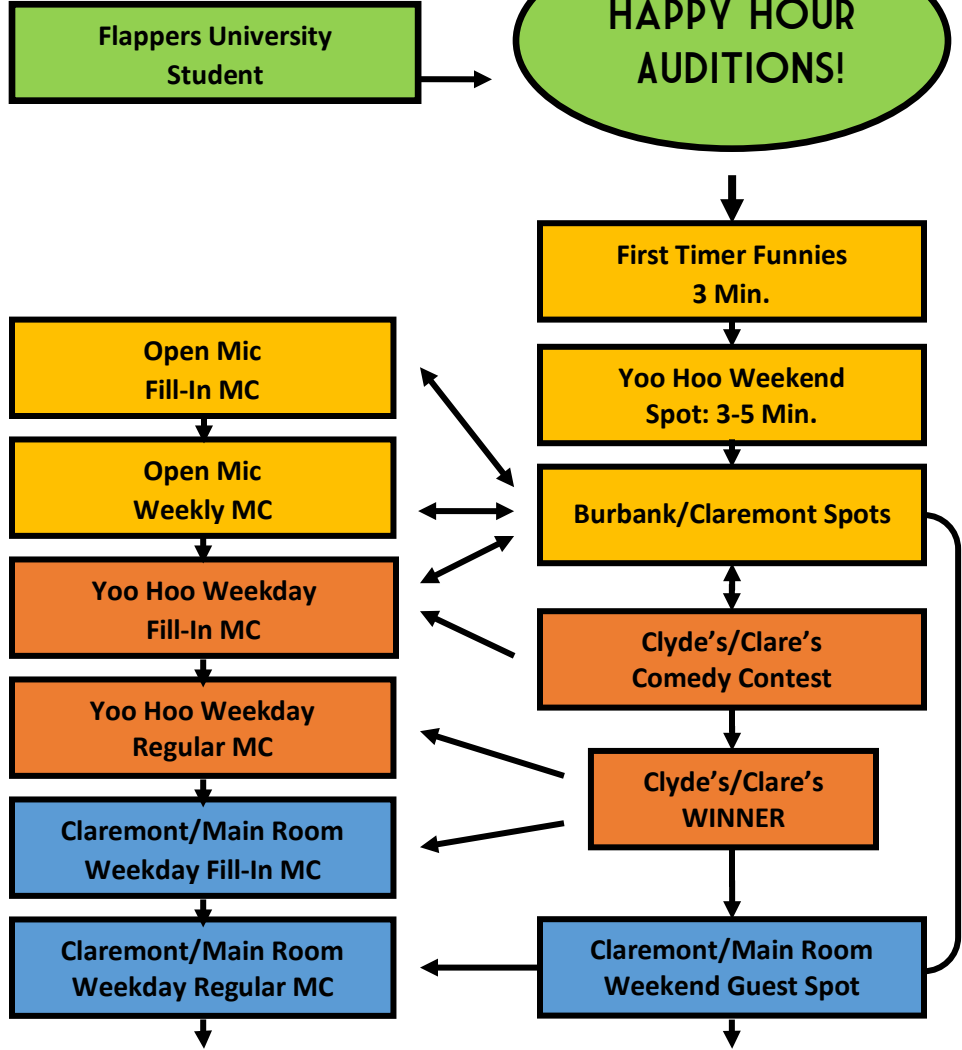 Flappers University
Student
HAPPY HOUR
AUDITIONS!
First Timer Funnies
3 Min.
Open Mic
Fill-In MC
Yoo Hoo Weekend
Spot: 3-5 Min.
Open Mic
Weekly MC
Burbank/Claremont Spots
Yoo Hoo Weekday
Fill-In MC
Clyde’s/Clare’s
Comedy Contest
Yoo Hoo Weekday
Regular MC
Clyde’s/Clare’s
WINNER
Claremont/Main Room
Weekday Fill-In MC
Claremont/Main Room
Weekday Regular MC
Claremont/Main Room
Weekend Guest Spot